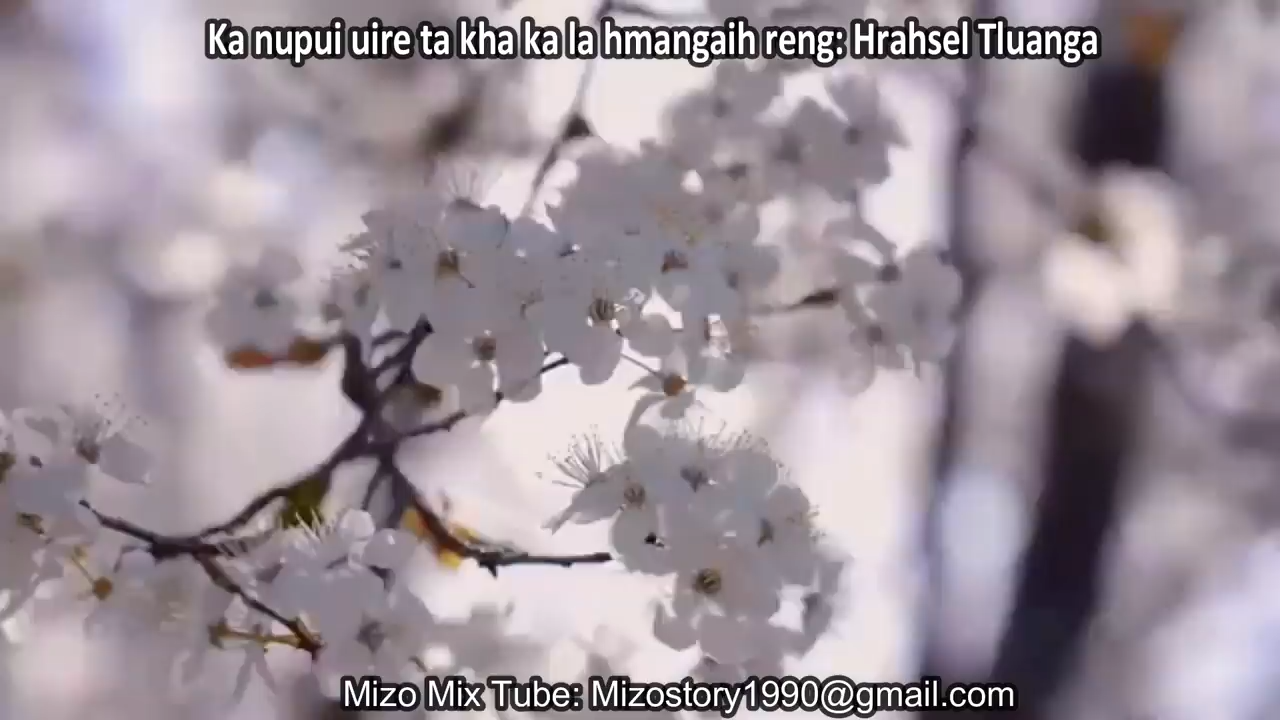 Ka nupui uire ta kha ka la hmangaih reng: Hrahsel Tluanga
Mizo Mix Tube: Mizostory1990@gmail.com